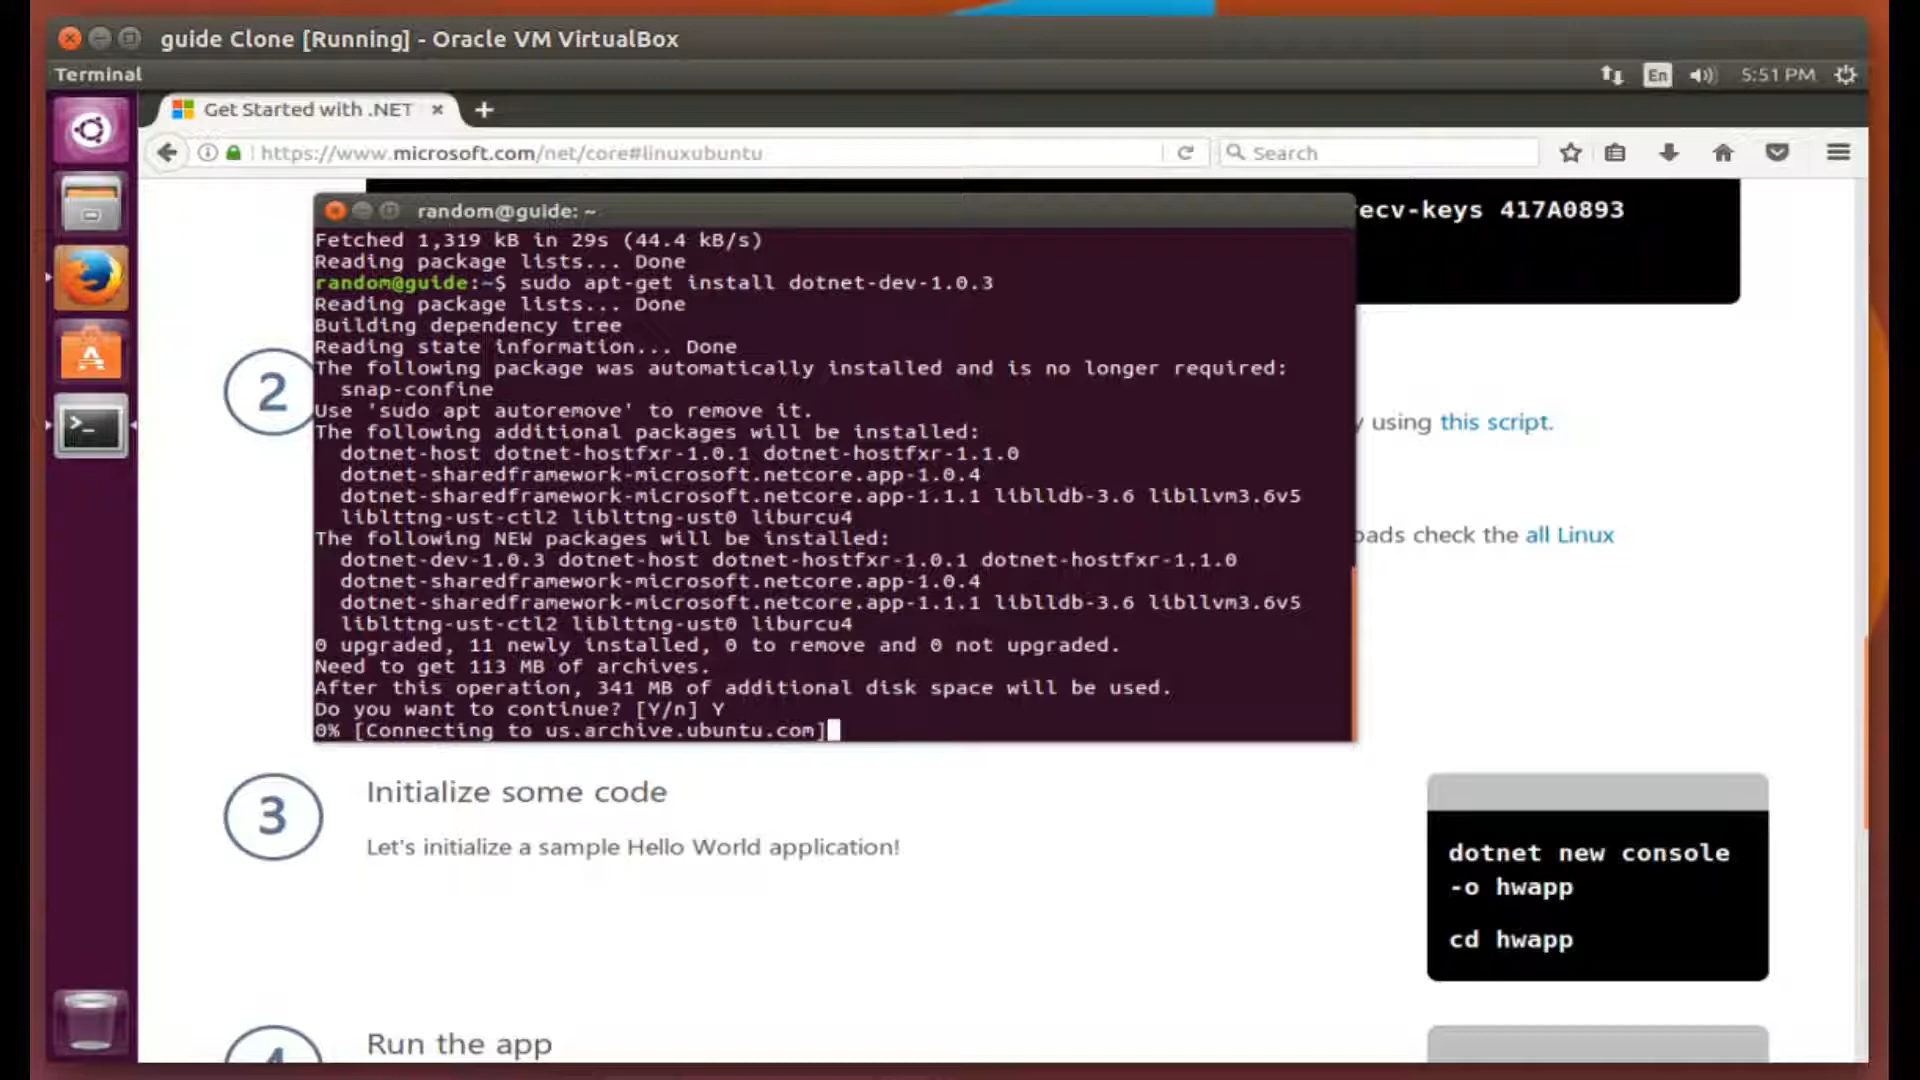 guide Clone [Running] - Oracle VM VirtualBox
Terminal
En
5:51 PM
Get Started with .NET
https://www.microsoft.com/net/core#linuxubuntu
Search
ecv-keys 417A0893
random@guide: ~
Fetched 1,319 kB in 29s (44.4 kB/s)
Reading package lists... Done
random@guide:~$ sudo apt-get install dotnet-dev-1.0.3
Reading package lists... Done
Building dependency tree
Reading state information... Done
The following package was automatically installed and is no longer required:
snap-confine
Use 'sudo apt autoremove' to remove it.
The following additional packages will be installed:
dotnet-host dotnet-hostfxr-1.0.1 dotnet-hostfxr-1.1.0
dotnet-sharedframework-microsoft.netcore.app-1.0.4
dotnet-sharedframework-microsoft.netcore.app-1.1.1 liblldb-3.6 libllvm3.6v5
liblttng-ust-ctl2 liblttng-ust0 liburcu4
The following NEW packages will be installed:
dotnet-dev-1.0.3 dotnet-host dotnet-hostfxr-1.0.1 dotnet-hostfxr-1.1.0
dotnet-sharedframework-microsoft.netcore.app-1.0.4
dotnet-sharedframework-microsoft.netcore.app-1.1.1 liblldb-3.6 libllvm3.6v5
liblttng-ust-ctl2 liblttng-ust0 liburcu4
0 upgraded, 11 newly installed, 0 to remove and 0 not upgraded.
Need to get 113 MB of archives.
After this operation, 341 MB of additional disk space will be used.
Do you want to continue? [Y/n] Y
0% [Connecting to us.archive.ubuntu.com]
2
y using this script.
oads check the all Linux
3
Initialize some code
Let's initialize a sample Hello World application!
dotnet new console
-o hwapp
cd hwapp
4
Run the app